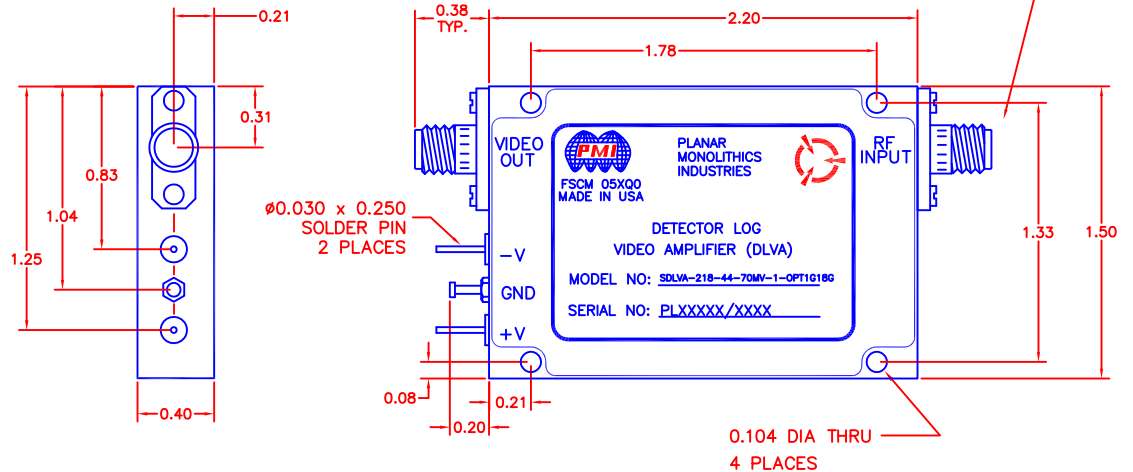 0.21
0.31
0.83
1.04
1.25
0.40
0.38
TYP.
2.20
1.78
VIDEO
OUT
PMI
FSCM 05XQ0
MADE IN USA
PLANAR
MONOLITHICS
INDUSTRIES
RF
INPUT
DETECTOR LOG
VIDEO AMPLIFIER (DLVA)
MODEL NO: SDLVA-218-44-70MV-1-OPT1G18G
SERIAL NO: PLXXXXX/XXXX
ø0.030 x 0.250
SOLDER PIN
2 PLACES
-V
GND
+V
1.33
1.50
0.08
0.21
0.20
0.104 DIA THRU
4 PLACES